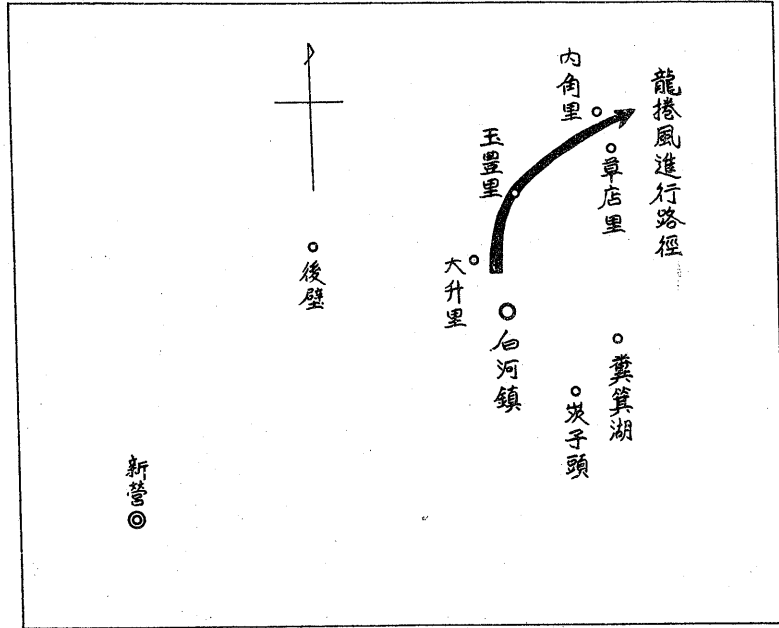 龍捲風進行路徑
內角里
草店里
玉豐里
大升里
白河鎮
糞箕湖
崁子頭
後壁
新營